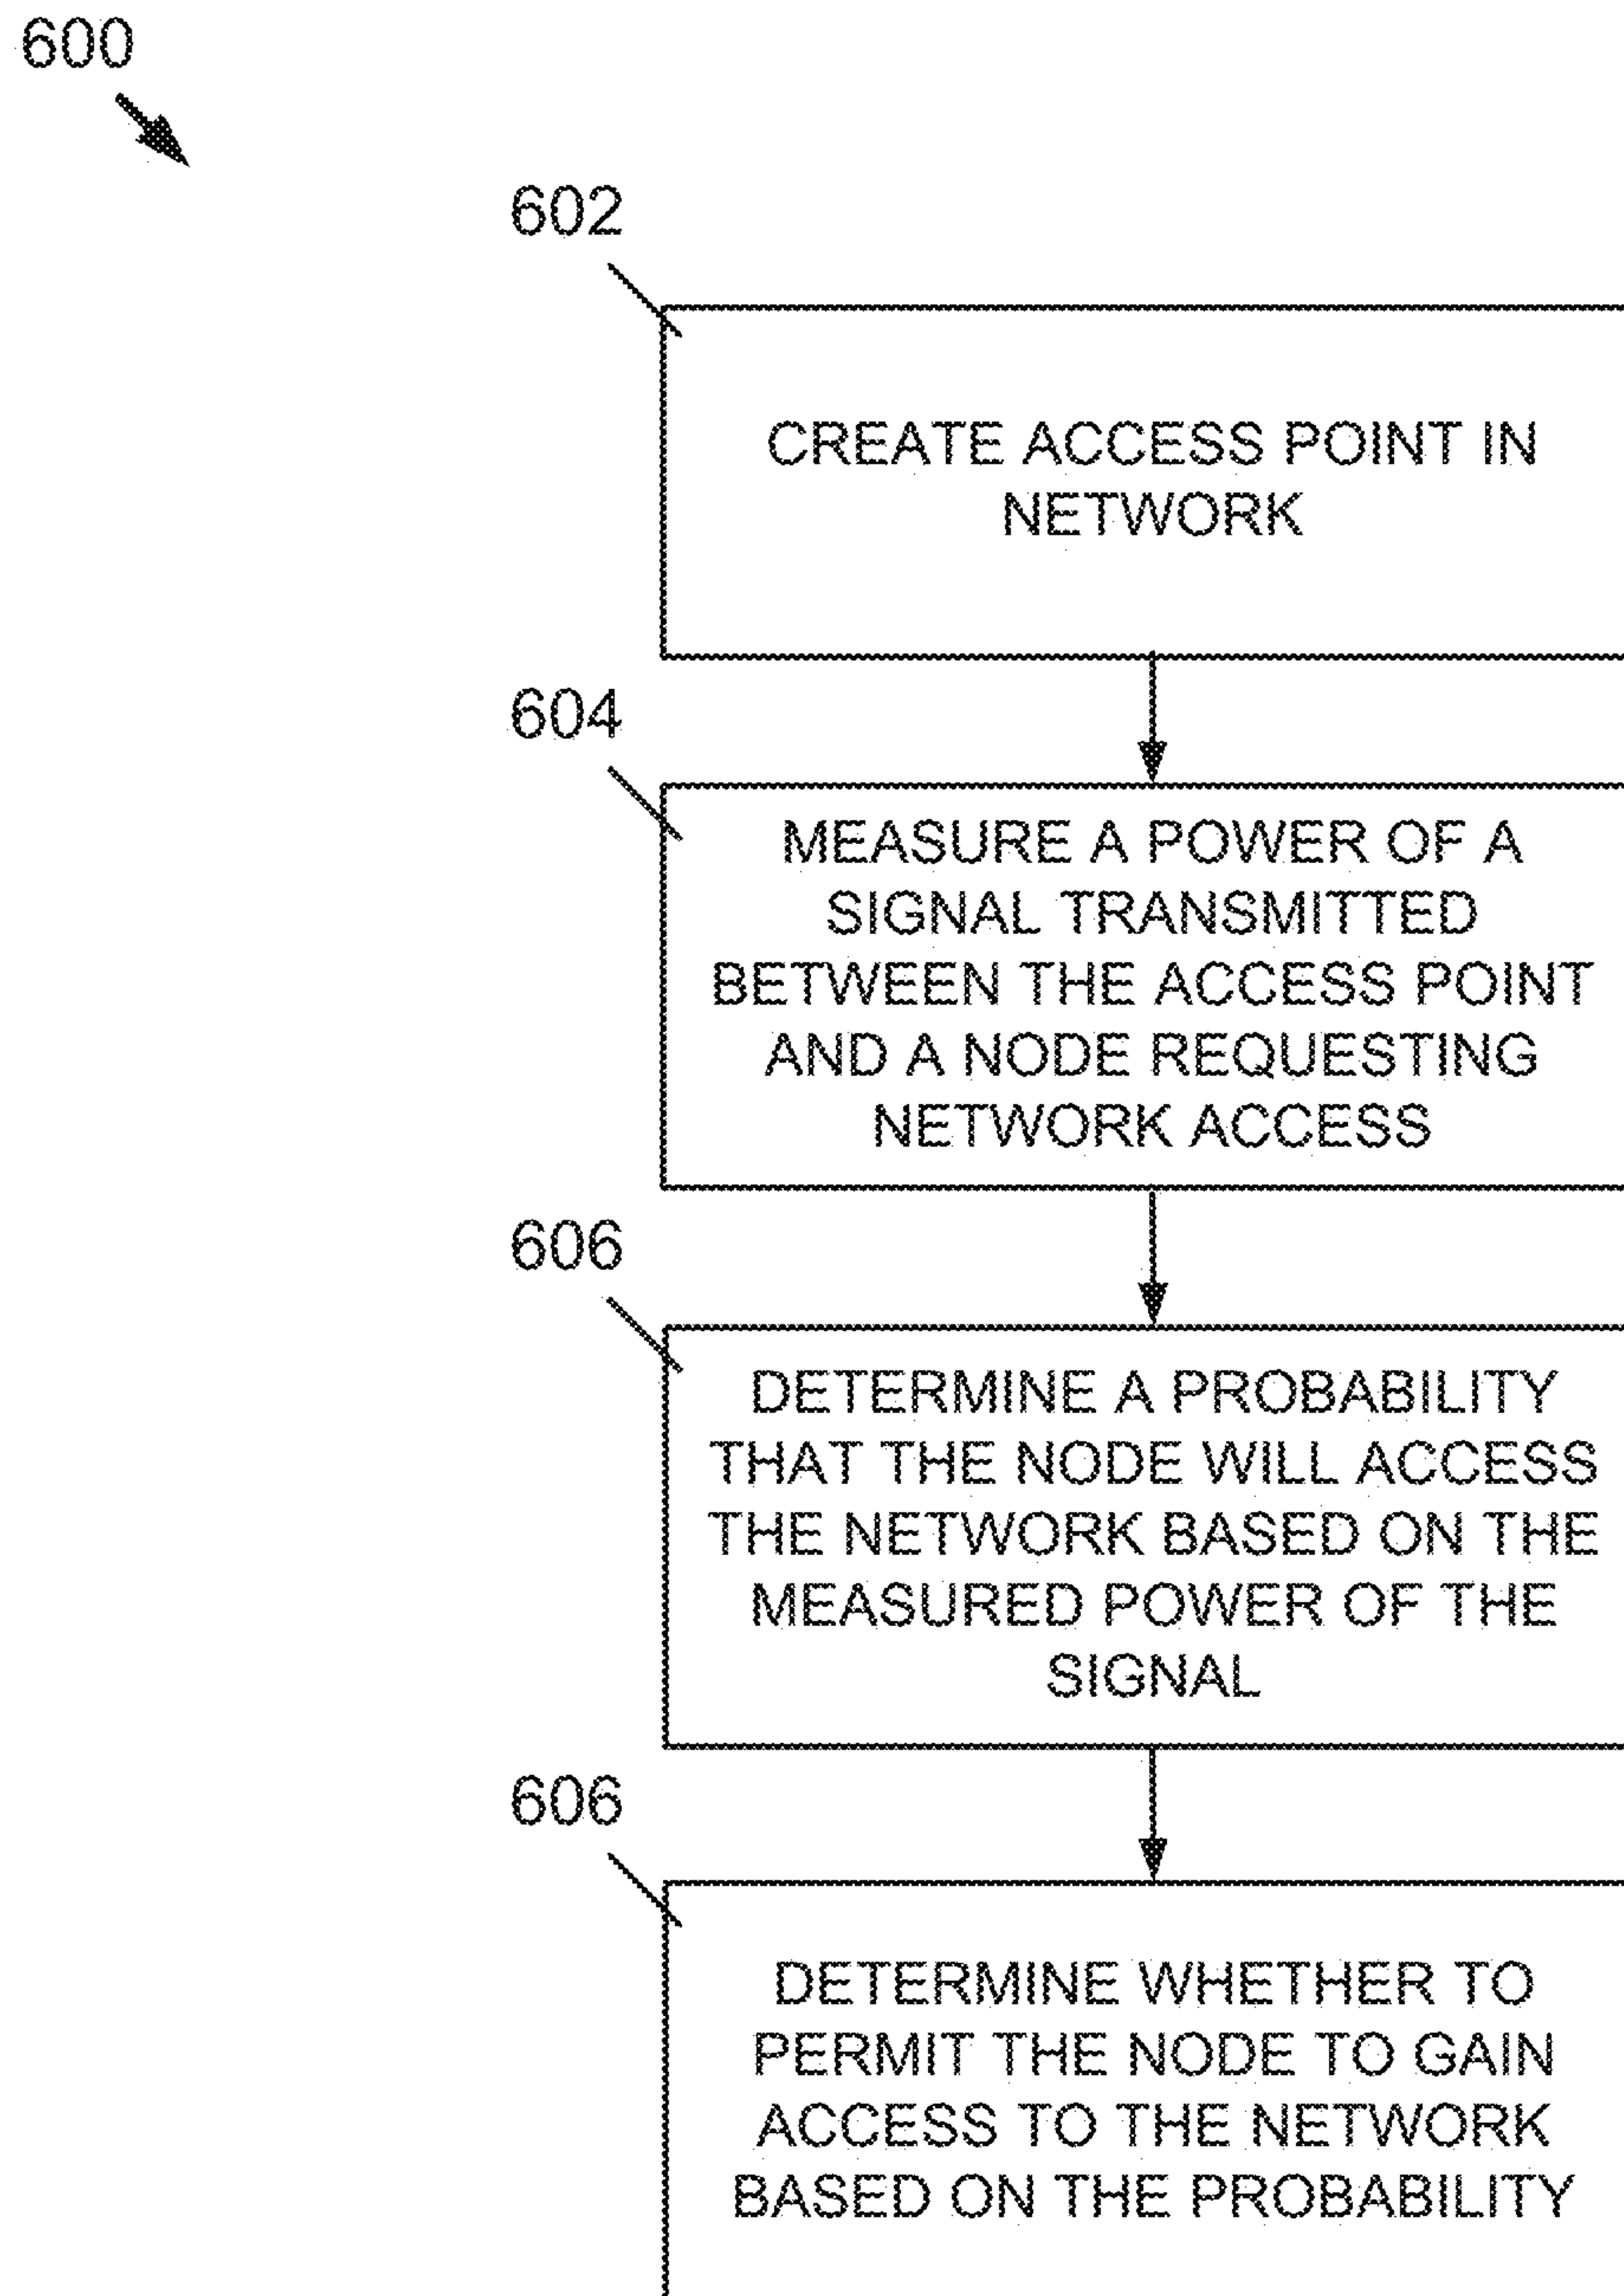 600
602
CREATE ACCESS POINT IN
NETWORK
604
MEASURE A POWER OF A
SIGNAL TRANSMITTED
BETWEEN THE ACCESS POINT
AND A NODE REQUESTING
NETWORK ACCESS
606
DETERMINE A PROBABILITY
THAT THE NODE WILL ACCESS
THE NETWORK BASED ON THE
MEASURED POWER OF THE
SIGNAL
606
DETERMINE WHETHER TO
PERMIT THE NODE TO GAIN
ACCESS TO THE NETWORK
BASED ON THE PROBABILITY